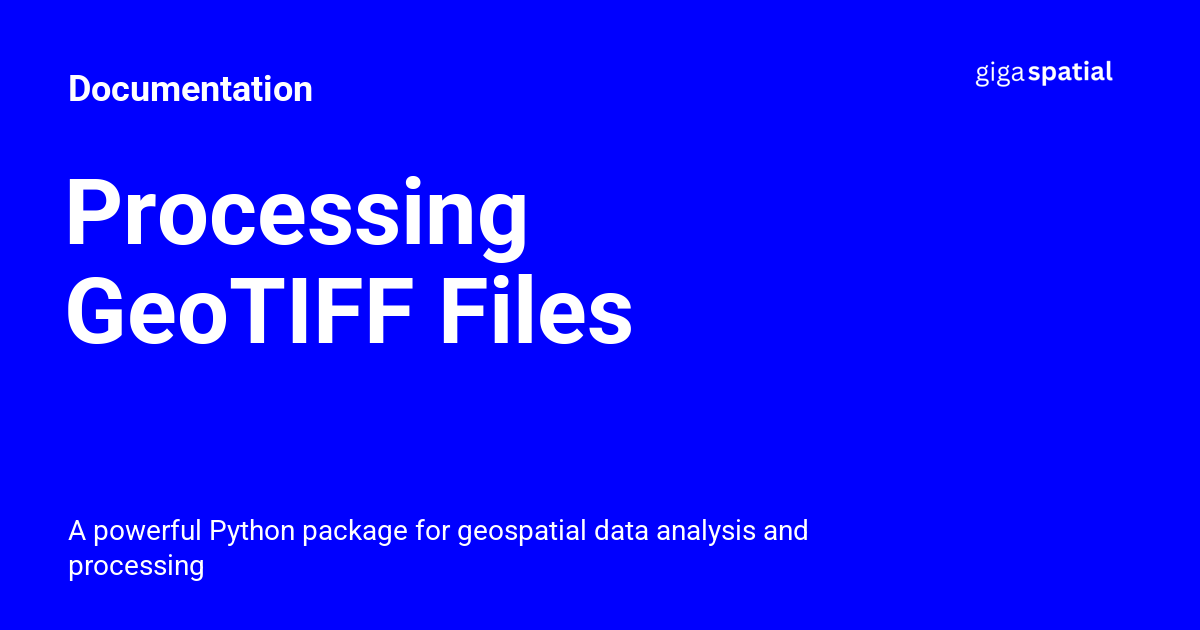 Documentation
gigaspatial
Processing
GeoTIFF Files
A powerful Python package for geospatial data analysis and
processing